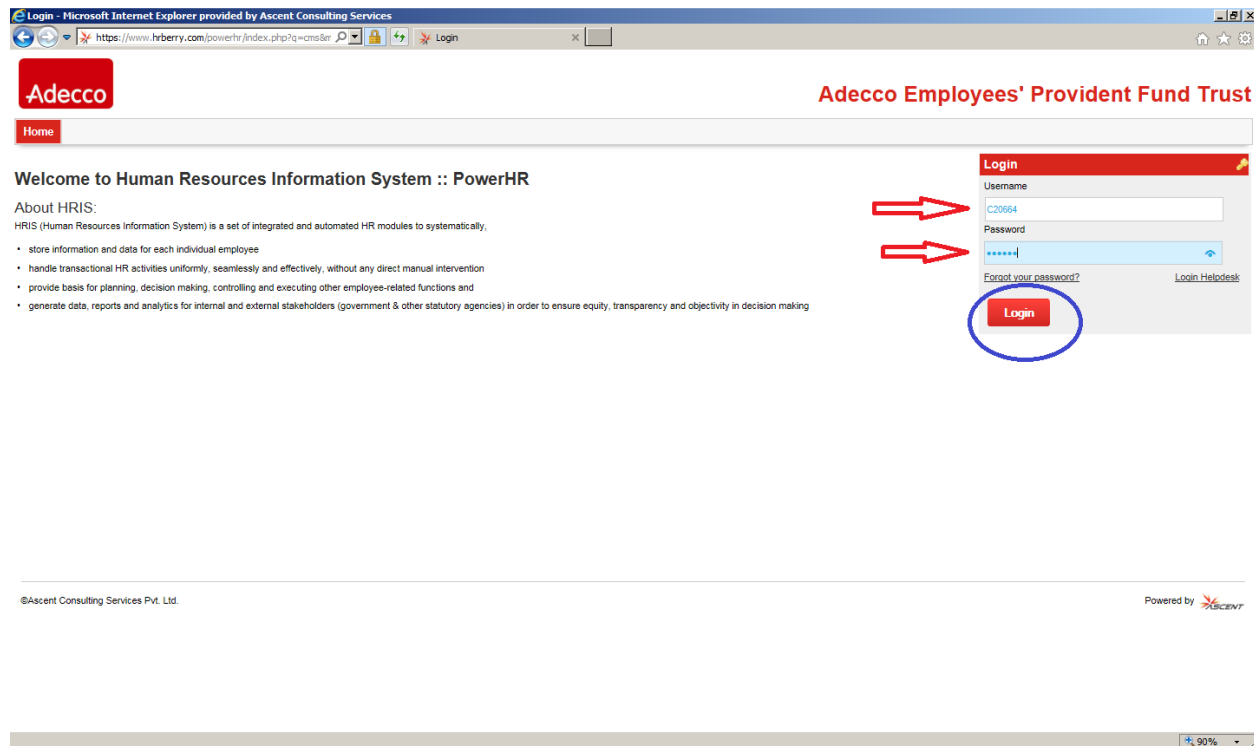 Login - Microsoft Internet Explorer provided by Ascent Consulting Services
https://www.hrberry.com/powerhr/index.php?q=cms&r
Login
Adecco
Adecco Employees' Provident Fund Trust
Home
Welcome to Human Resources Information System :: PowerHR
About HRIS:
HRIS (Human Resources Information System) is a set of integrated and automated HR modules to systematically,
• store information and data for each individual employee
• handle transactional HR activities uniformly, seamlessly and effectively, without any direct manual intervention
• provide basis for planning, decision making, controlling and executing other employee-related functions and
• generate data, reports and analytics for internal and external stakeholders (government & other statutory agencies) in order to ensure equity, transparency and objectivity in decision making
Login
Username
C20664
Password
••••••
Forgot your password? Login Helpdesk
Login
©Ascent Consulting Services Pvt. Ltd.
Powered by ASCENT
90%